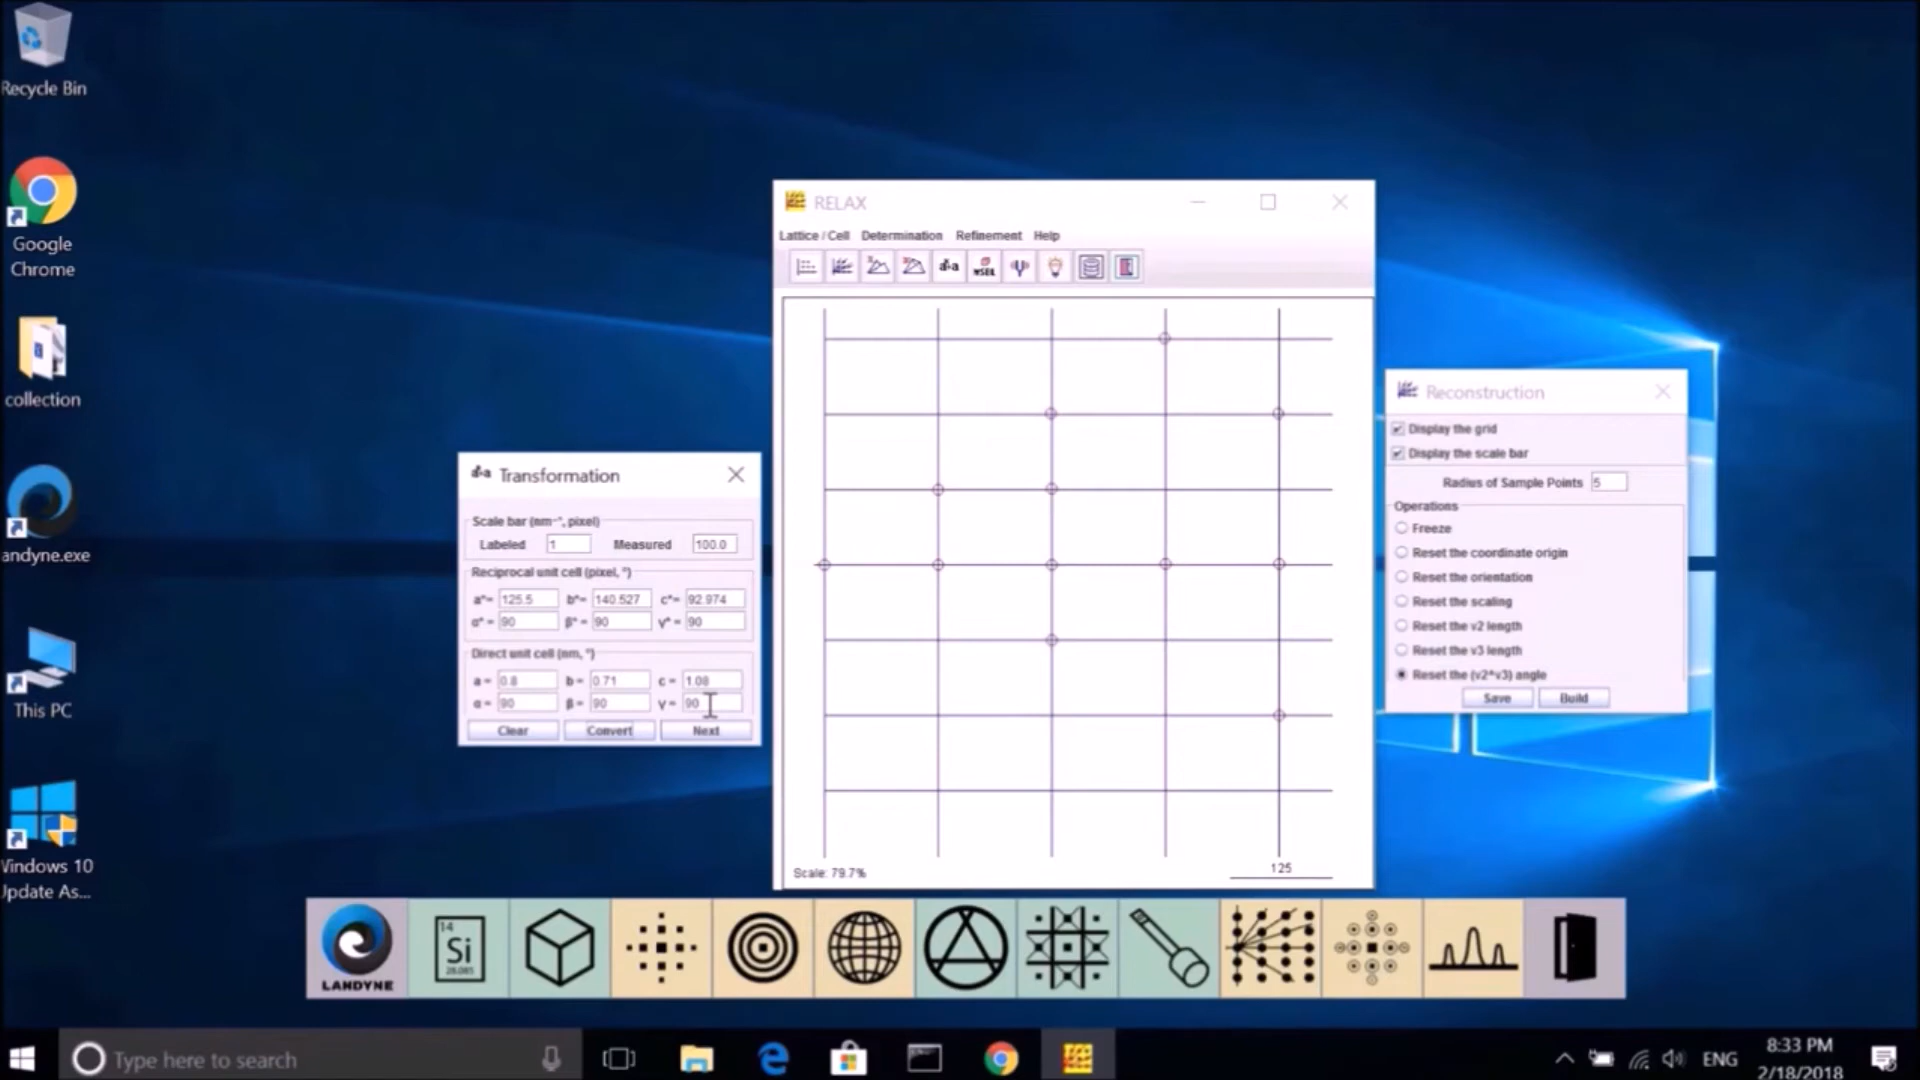 Recycle Bin
Google
Chrome
collection
andyne.exe
This PC
Windows 10
Update As...
RELAX
Lattice / Cell Determination Refinement Help
a*a
NSGL
Scale: 79.7%
125
Transformation
Scale bar (nm⁻¹, pixel)
Labeled 1 Measured 100.0
Reciprocal unit cell (pixel, °)
a*= 125.5 b*= 140.527 c*= 92.974
α* = 90 β* = 90 γ* = 90
Direct unit cell (nm, °)
a = 0.8 b = 0.71 c = 1.08
α = 90 β = 90 γ = 90
Clear Convert Next
Reconstruction
Display the grid
Display the scale bar
Radius of Sample Points 5
Operations
Freeze
Reset the coordinate origin
Reset the orientation
Reset the scaling
Reset the v2 length
Reset the v3 length
Reset the (v2^v3) angle
Save Build
LANDYNE
14
Si
28.085
Type here to search
ENG
8:33 PM
2/18/2018